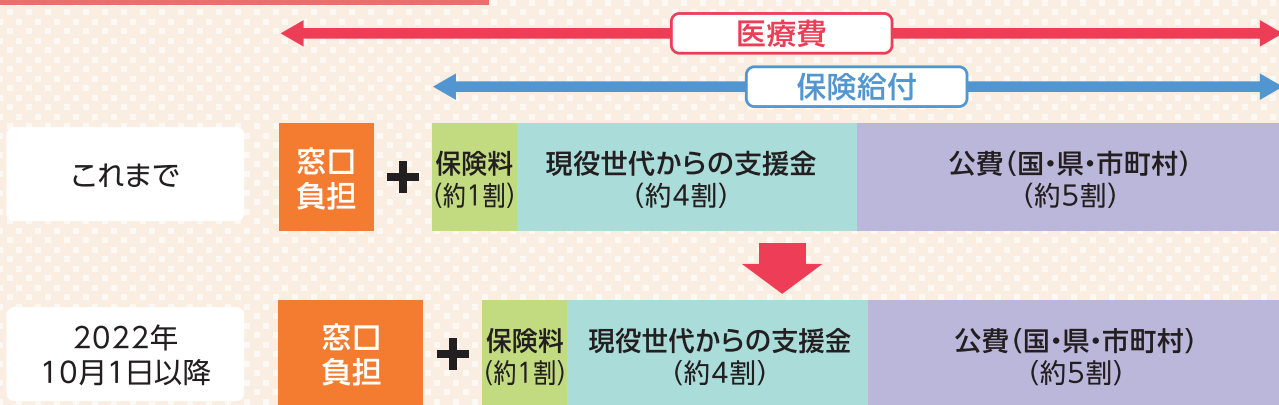 医療費
保険給付
これまで
窓口
負担
+
保険料
(約1割)
現役世代からの支援金
(約4割)
公費(国・県・市町村)
(約5割)
2022年
10月1日以降
窓口
負担
+
保険料
(約1割)
現役世代からの支援金
(約4割)
公費(国・県・市町村)
(約5割)